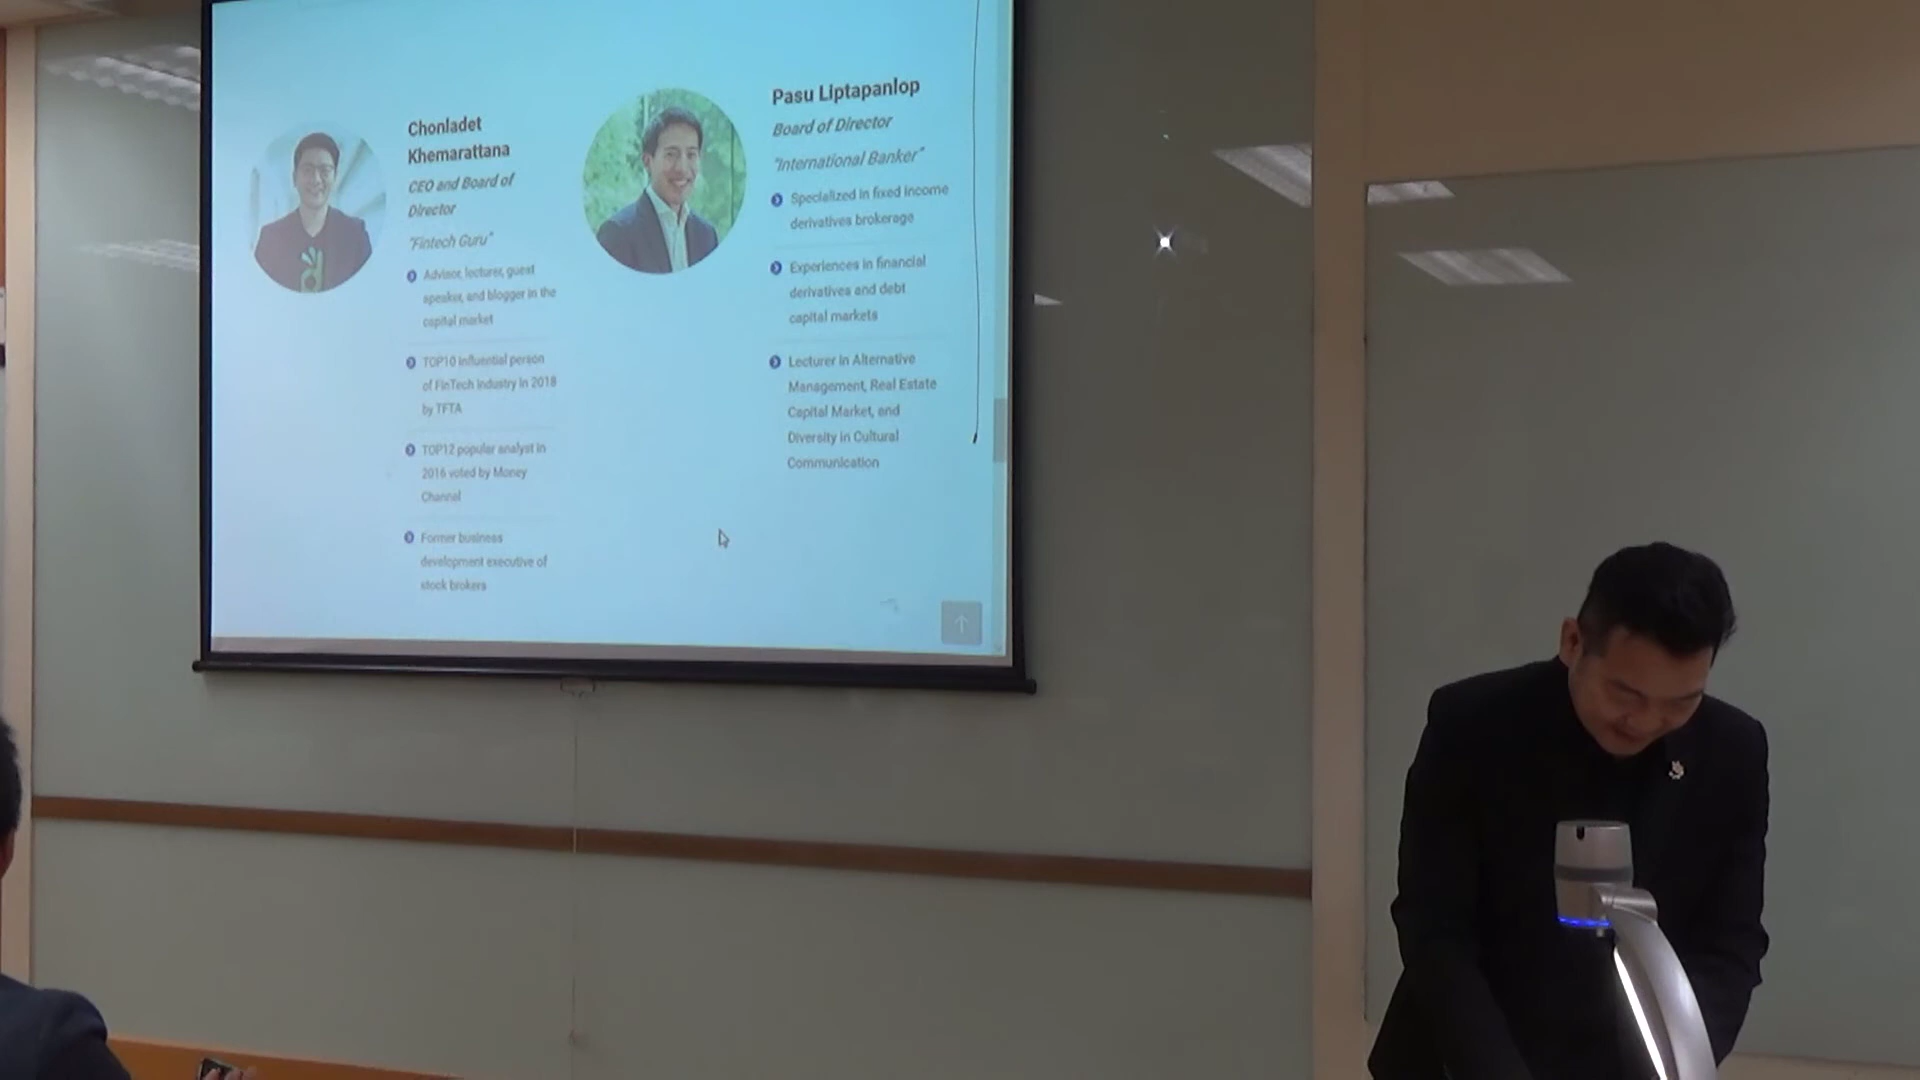 Chonladet
Khemarattana
CEO and Board of
Director
"Fintech Guru"
Advisor, lecturer, guest
speaker, and blogger in the
capital market
TOP10 influential person
of FinTech Industry in 2018
by TFTA
TOP12 popular analyst in
2016 voted by Money
Channel
Former business
development executive of
stock brokers
Pasu Liptapanlop
Board of Director
"International Banker"
Specialized in fixed income
derivatives brokerage
Experiences in financial
derivatives and debt
capital markets
Lecturer in Alternative
Management, Real Estate
Capital Market, and
Diversity in Cultural
Communication